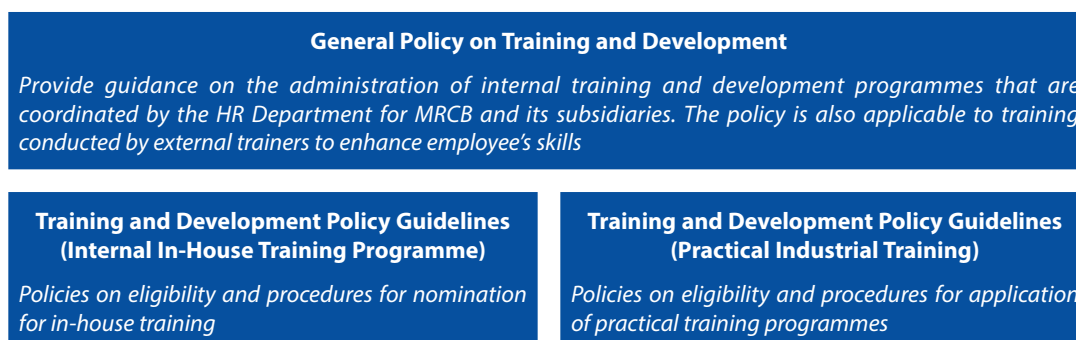 General Policy on Training and Development
Provide guidance on the administration of internal training and development programmes that are
coordinated by the HR Department for MRCB and its subsidiaries. The policy is also applicable to training
conducted by external trainers to enhance employee’s skills
Training and Development Policy Guidelines
(Internal In-House Training Programme)
Policies on eligibility and procedures for nomination
for in-house training
Training and Development Policy Guidelines
(Practical Industrial Training)
Policies on eligibility and procedures for application
of practical training programmes